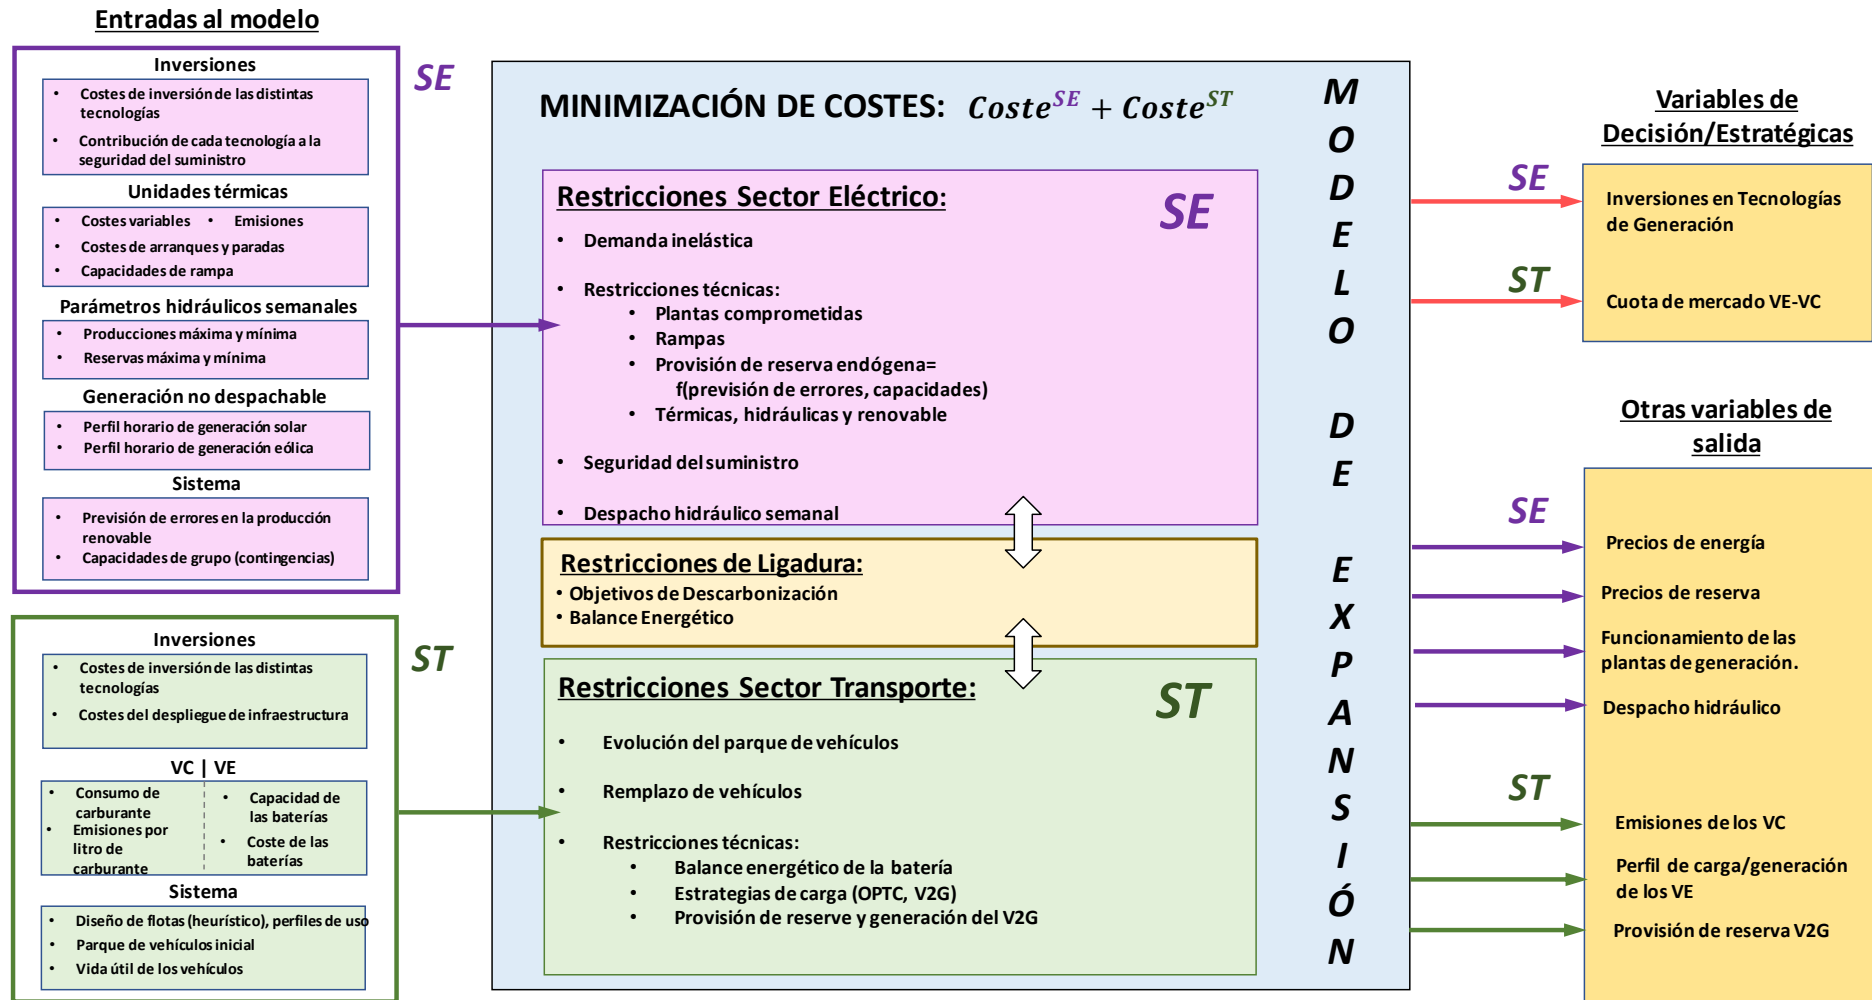 Entradas al modelo
SE
Inversiones
• Costes de inversión de las distintas
tecnologías
• Contribución de cada tecnología a la
seguridad del suministro
Unidades térmicas
• Costes variables • Emisiones
• Costes de arranques y paradas
• Capacidades de rampa
Parámetros hidráulicos semanales
• Producciones máxima y mínima
• Reservas máxima y mínima
Generación no despachable
• Perfil horario de generación solar
• Perfil horario de generación eólica
Sistema
• Previsión de errores en la producción
renovable
• Capacidades de grupo (contingencias)
ST
Inversiones
• Costes de inversión de las distintas
tecnologías
• Costes del despliegue de infraestructura
VC | VE
• Consumo de
carburante
• Emisiones por
litro de
carburante
• Capacidad de
las baterías
• Coste de las
baterías
Sistema
• Diseño de flotas (heurístico), perfiles de uso
• Parque de vehículos inicial
• Vida útil de los vehículos
MINIMIZACIÓN DE COSTES: Coste^SE + Coste^ST
Restricciones Sector Eléctrico:
SE
• Demanda inelástica
• Restricciones técnicas:
• Plantas comprometidas
• Rampas
• Provisión de reserva endógena=
f(previsión de errores, capacidades)
• Térmicas, hidráulicas y renovable
• Seguridad del suministro
• Despacho hidráulico semanal
Restricciones de Ligadura:
• Objetivos de Descarbonización
• Balance Energético
Restricciones Sector Transporte:
ST
• Evolución del parque de vehículos
• Remplazo de vehículos
• Restricciones técnicas:
• Balance energético de la batería
• Estrategias de carga (OPTC, V2G)
• Provisión de reserve y generación del V2G
MODELO DE EXPANSIÓN
Variables de
Decisión/Estratégicas
SE
Inversiones en Tecnologías
de Generación
ST
Cuota de mercado VE-VC
Otras variables de
salida
SE
Precios de energía
Precios de reserva
Funcionamiento de las
plantas de generación.
Despacho hidráulico
ST
Emisiones de los VC
Perfil de carga/generación
de los VE
Provisión de reserva V2G